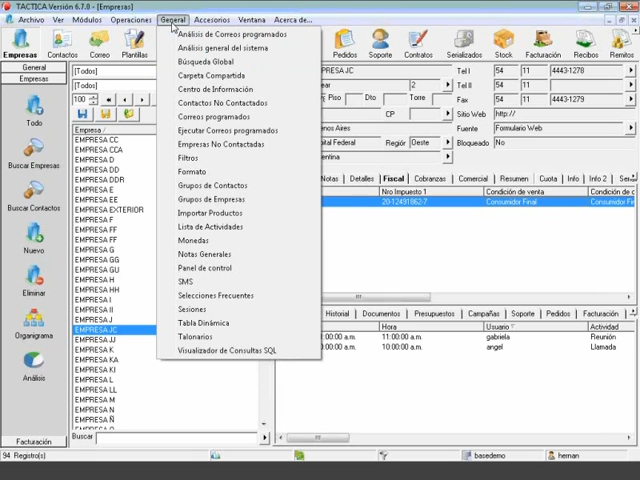 TACTICA Versión 6.7.0 - [Empresas]
Archivo Ver Módulos Operaciones General Accesorios Ventana Acerca de...
Empresas Contactos Correo Plantillas Pedidos Soporte Contratos Serializados Stock Facturación Recibos Remitos
General
Empresas
Todo
Buscar Empresas
Buscar Contactos
Nuevo
Eliminar
Organigrama
Análisis
Facturación
[Todos]
[Todos]
100
Empresa
EMPRESA CC
EMPRESA CCA
EMPRESA D
EMPRESA DD
EMPRESA DDR
EMPRESA E
EMPRESA EE
EMPRESA EXTERIOR
EMPRESA F
EMPRESA FF
EMPRESA FF
EMPRESA G
EMPRESA GG
EMPRESA GU
EMPRESA H
EMPRESA HH
EMPRESA I
EMPRESA II
EMPRESA J
EMPRESA JC
EMPRESA JJ
EMPRESA K
EMPRESA KA
EMPRESA KI
EMPRESA L
EMPRESA LL
EMPRESA M
EMPRESA N
EMPRESA Ñ
Buscar
Análisis de Correos programados
Análisis general del sistema
Búsqueda Global
Carpeta Compartida
Centro de Información
Contactos No Contactados
Correos programados
Ejecutar Correos programados
Empresas No Contactadas
Filtros
Formato
Grupos de Contactos
Grupos de Empresas
Importar Productos
Lista de Actividades
Monedas
Notas Generales
Panel de control
SMS
Selecciones Frecuentes
Sesiones
Tabla Dinámica
Talonarios
Visualizador de Consultas SQL
PRESA JC
ear 2
Piso Dto Torre
CP
enos Aires
ital Federal Región Oeste
entina
Tel I 54 11 4443-1278
Tel II 54 11
Fax 54 11 4443-1279
Sitio Web http://
Fuente Formulario Web
Bloqueado No
Notas Detalles Fiscal Cobranzas Comercial Resumen Cuota Info Info 2
Nro Impuesto 1 Condición de venta
20-12491862-7 Consumidor Final
Historial Documentos Presupuestos Campañas Soporte Pedidos Facturación
Hora Usuario Actividad
:00:00 a.m. 11:00:00 a.m. gabriela Reunión
:00:00 a.m. 10:00:00 a.m. angel Llamada
94 Registro(s) basedemo hernan